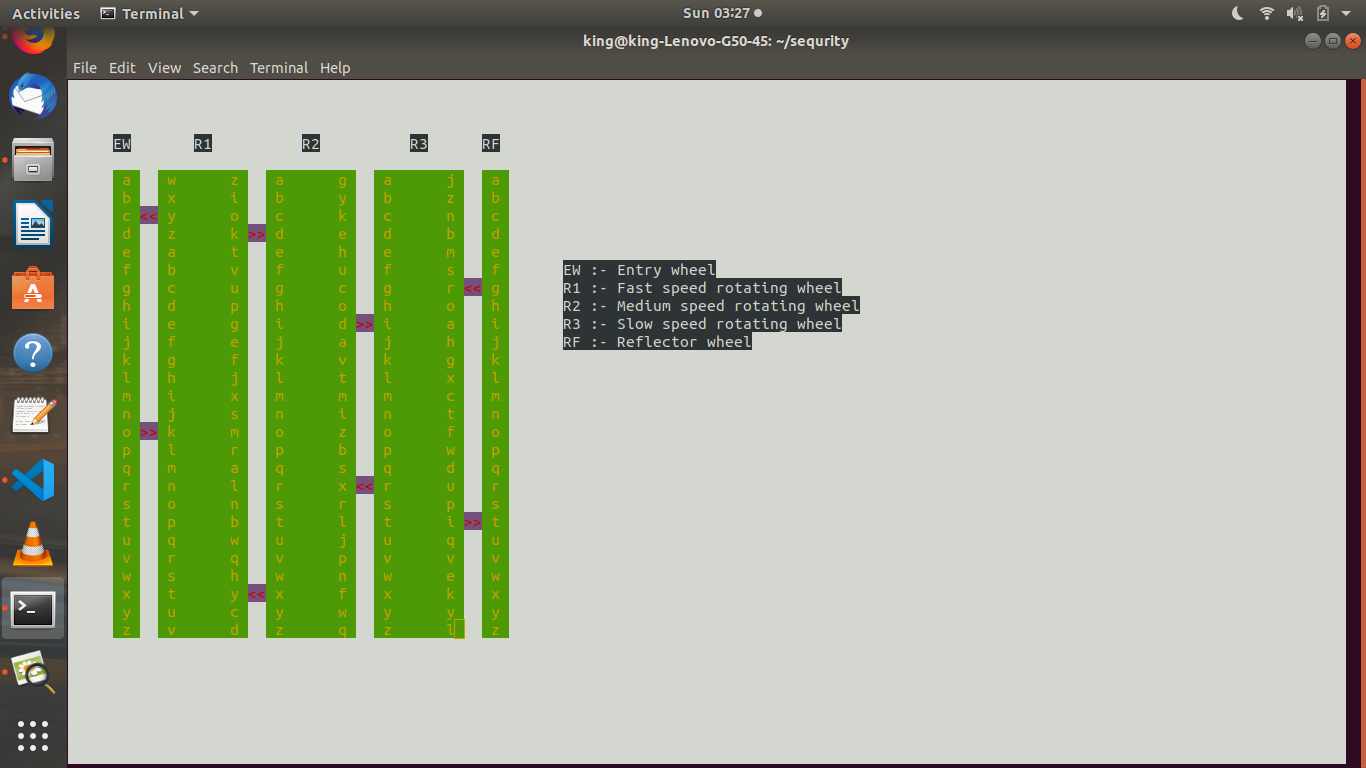 Activities Terminal Sun 03:27
king@king-Lenovo-G50-45: ~/sequrity
File Edit View Search Terminal Help
EW R1 R2 R3 RF
a w z a g a j a
b x i b y b z b
c << y o c k c n c
d z k >> d e d b d
e a t e h e m e
f b v f u f s f
g c u g c g r << g
h d p h o h o h
i e g i d >> i a i
j f e j a j h j
k g f k v k g k
l h j l t l x l
m i x m m m c m
n j s n i n t n
o >> k m o z o f o
p l r p b p w p
q m a q s q d q
r n l r x << r u r
s o n s r s p s
t p b t l t i >> t
u q w u j u q u
v r q v p v v v
w s h w n w e w
x t y << x f x k x
y u c y w y y y
z v d z q z l z
EW :- Entry wheel
R1 :- Fast speed rotating wheel
R2 :- Medium speed rotating wheel
R3 :- Slow speed rotating wheel
RF :- Reflector wheel